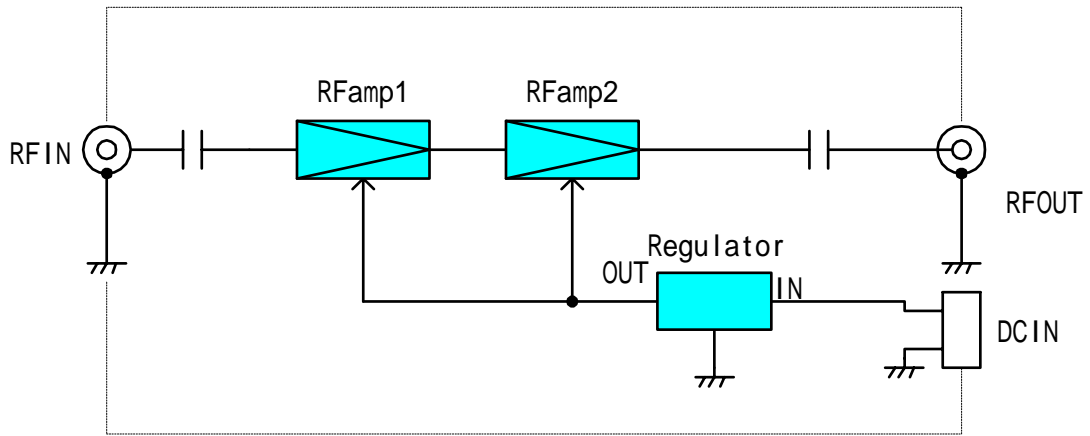 RFamp1
RFamp2
RFIN
RFOUT
Regulator
OUT
IN
DCIN